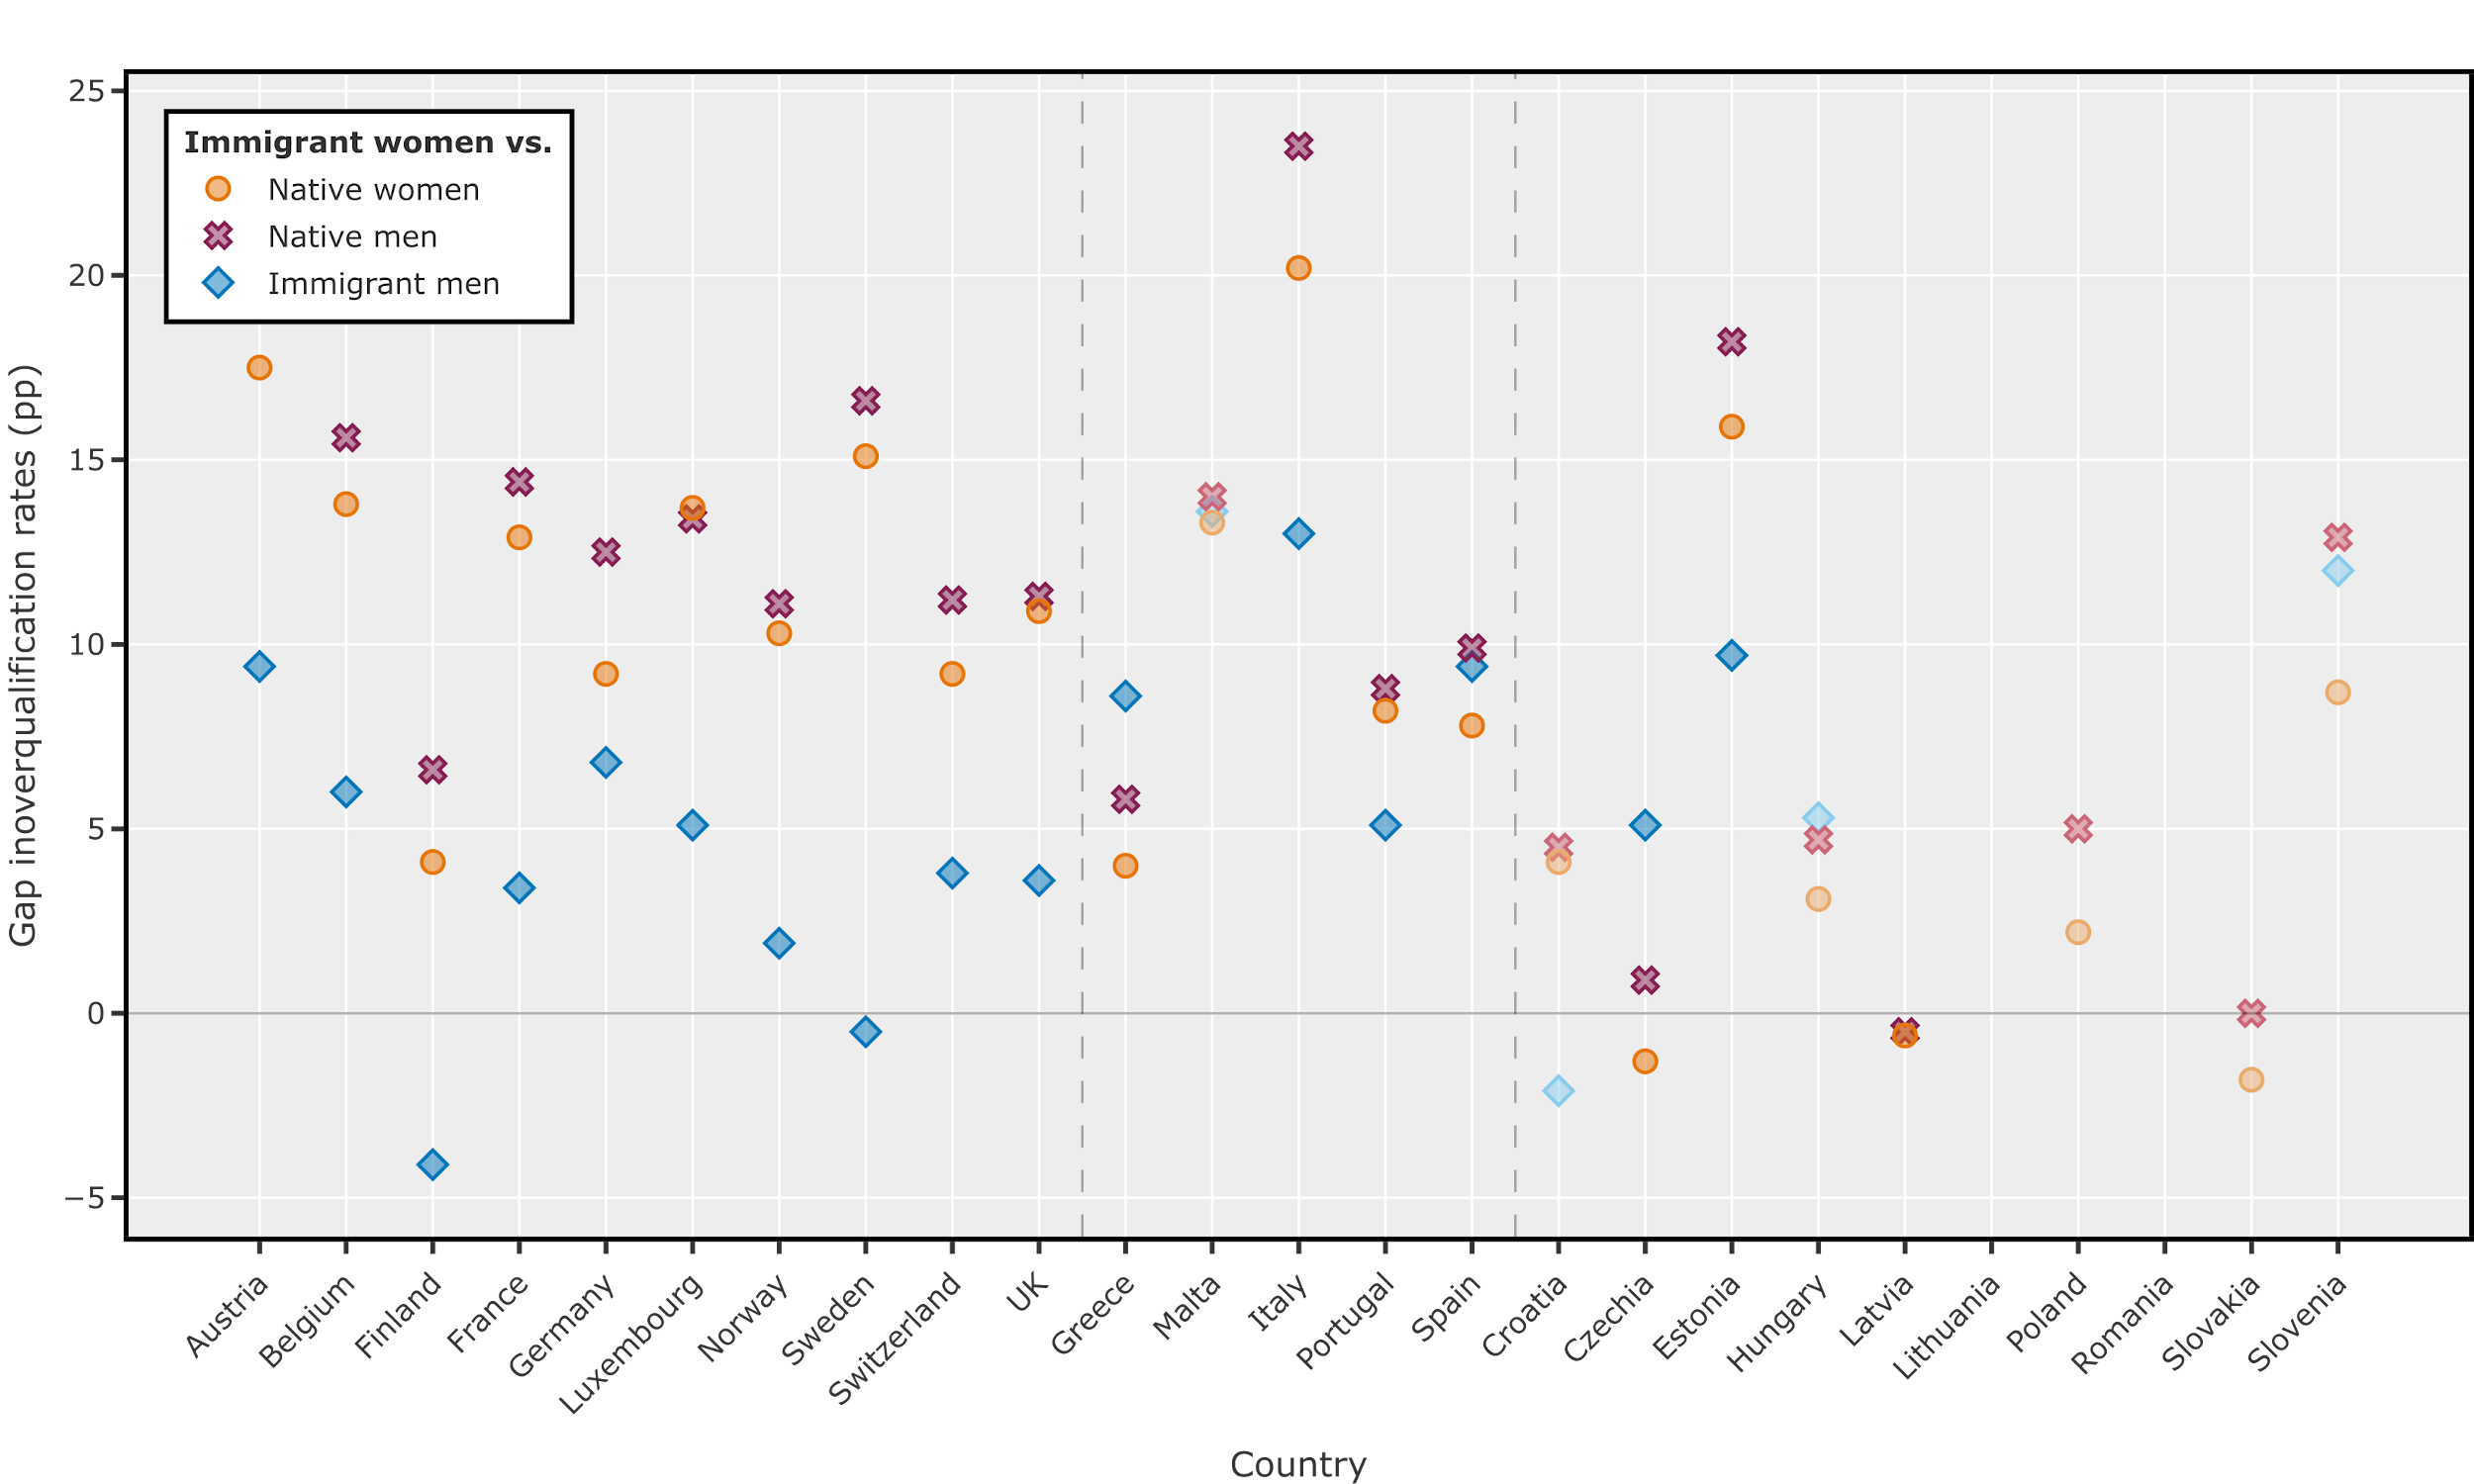 25
20
15
10
5
0
−5
Gap inoverqualification rates (pp)
Immigrant women vs.
Native women
Native men
Immigrant men
Austria
Belgium
Finland
France
Germany
Luxembourg
Norway
Sweden
Switzerland
UK
Greece
Malta
Italy
Portugal
Spain
Croatia
Czechia
Estonia
Hungary
Latvia
Lithuania
Poland
Romania
Slovakia
Slovenia
Country